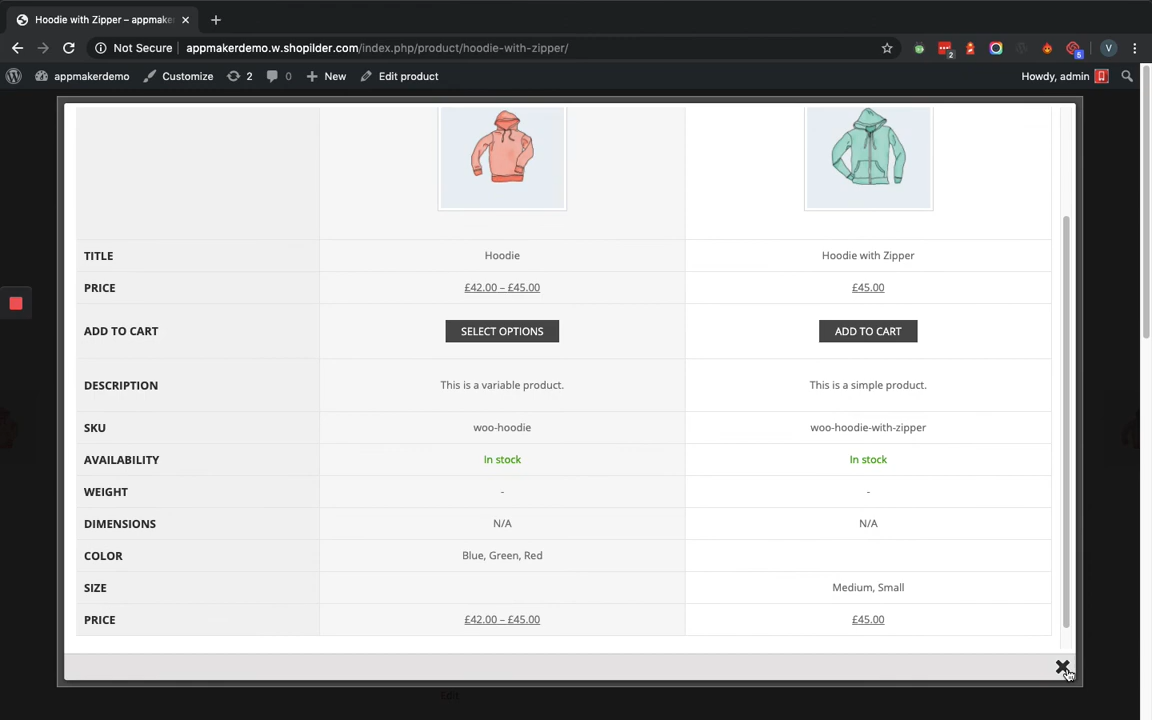 Hoodie with Zipper – appmake
Not Secure appmakerdemo.w.shopilder.com/index.php/product/hoodie-with-zipper/
2 5 V
appmakerdemo Customize 2 0 New Edit product Howdy, admin
TITLE Hoodie Hoodie with Zipper
PRICE £42.00 – £45.00 £45.00
ADD TO CART SELECT OPTIONS ADD TO CART
DESCRIPTION This is a variable product. This is a simple product.
SKU woo-hoodie woo-hoodie-with-zipper
AVAILABILITY In stock In stock
WEIGHT - -
DIMENSIONS N/A N/A
COLOR Blue, Green, Red
SIZE Medium, Small
PRICE £42.00 – £45.00 £45.00
Edit